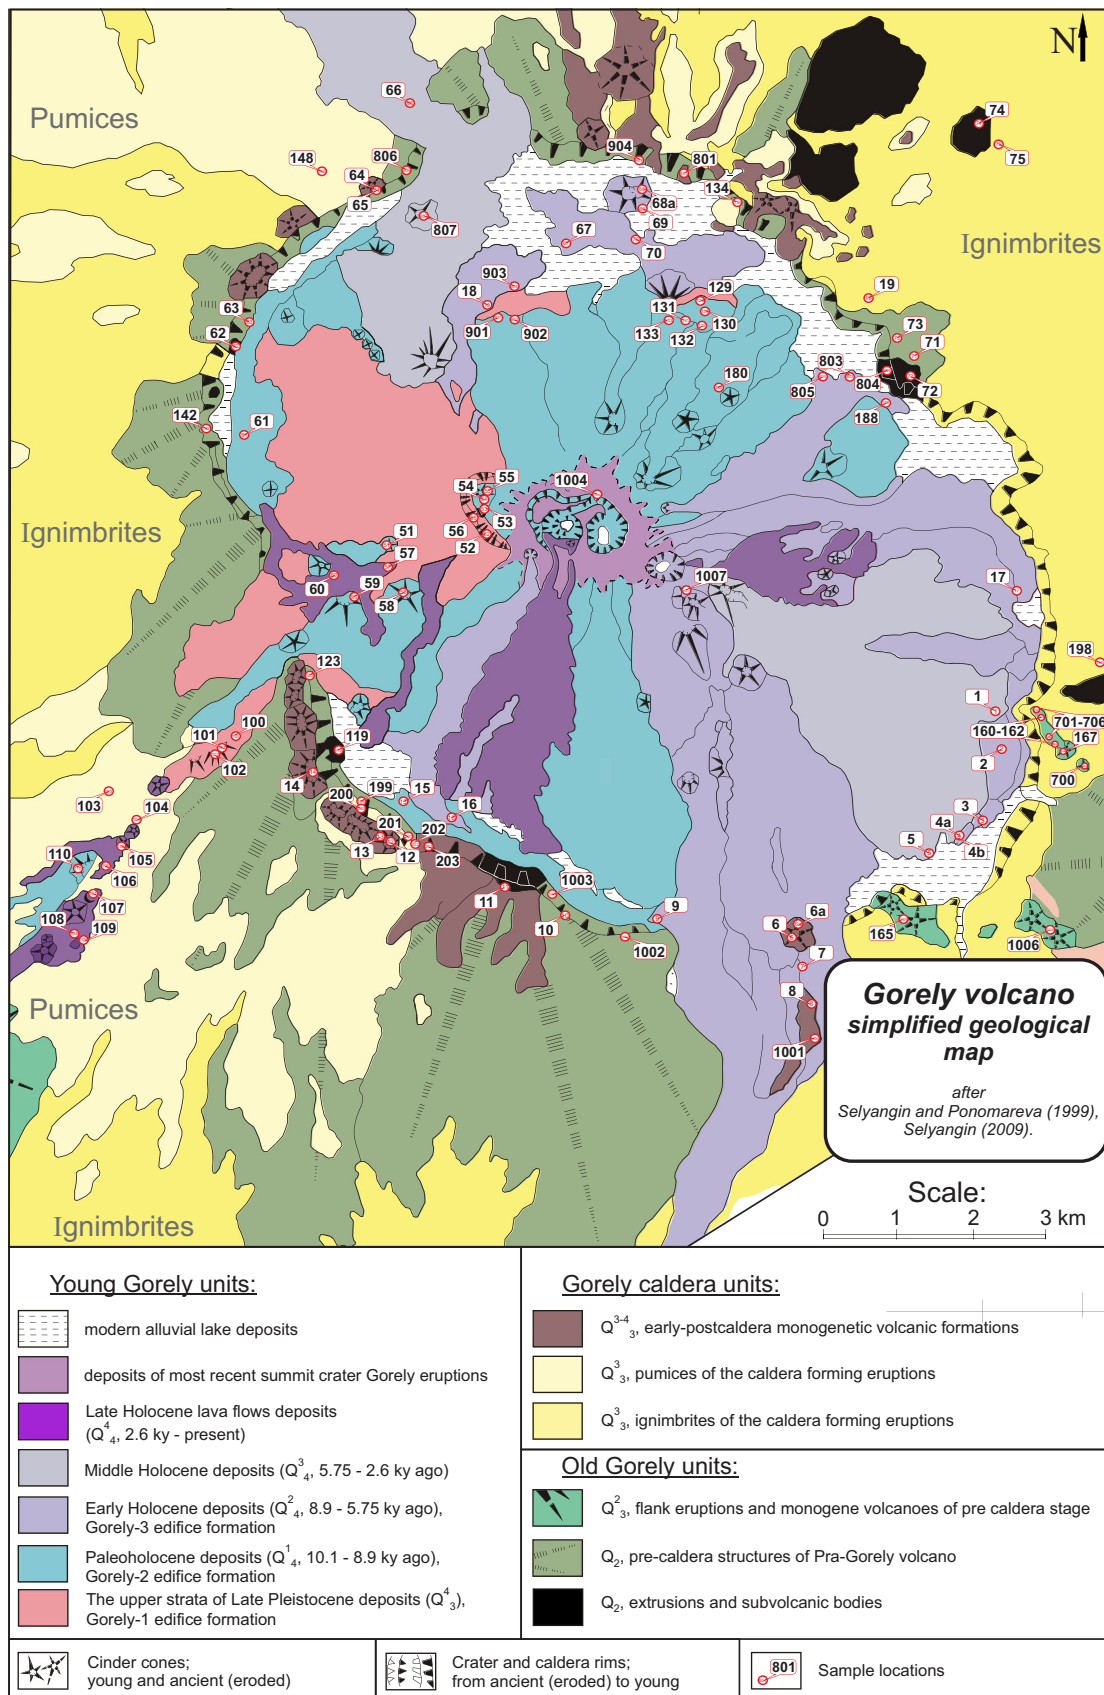 N
66
74
Pumices
75
904
148
806
801
64
134
65
68a
807
69
Ignimbrites
67
70
903
129
19
18
131
63
73
130
901
902
133
132
62
71
803
180
804
805
72
188
142
61
55
54
1004
53
Ignimbrites
56
51
52
57
17
60
59
1007
58
198
123
1
701-706
100
101
160-162
119
167
102
2
14
700
103
199
15
200
104
16
3
201
4a
202
5
110
105
13
12
4b
203
106
1003
107
11
9
6a
108
10
6
109
165
1002
1006
7
Pumices
8
1001
Ignimbrites
Gorely volcano
simplified geological
map
after
Selyangin and Ponomareva (1999),
Selyangin (2009).
Scale:
0 1 2 3 km
Young Gorely units:
modern alluvial lake deposits
deposits of most recent summit crater Gorely eruptions
Late Holocene lava flows deposits
(Q⁴₄, 2.6 ky - present)
Middle Holocene deposits (Q³₄, 5.75 - 2.6 ky ago)
Early Holocene deposits (Q²₄, 8.9 - 5.75 ky ago),
Gorely-3 edifice formation
Paleoholocene deposits (Q¹₄, 10.1 - 8.9 ky ago),
Gorely-2 edifice formation
The upper strata of Late Pleistocene deposits (Q⁴₃),
Gorely-1 edifice formation
Gorely caldera units:
Q³⁻⁴₃, early-postcaldera monogenetic volcanic formations
Q³₃, pumices of the caldera forming eruptions
Q³₃, ignimbrites of the caldera forming eruptions
Old Gorely units:
Q²₃, flank eruptions and monogene volcanoes of pre caldera stage
Q₂, pre-caldera structures of Pra-Gorely volcano
Q₂, extrusions and subvolcanic bodies
Cinder cones;
young and ancient (eroded)
Crater and caldera rims;
from ancient (eroded) to young
801
Sample locations